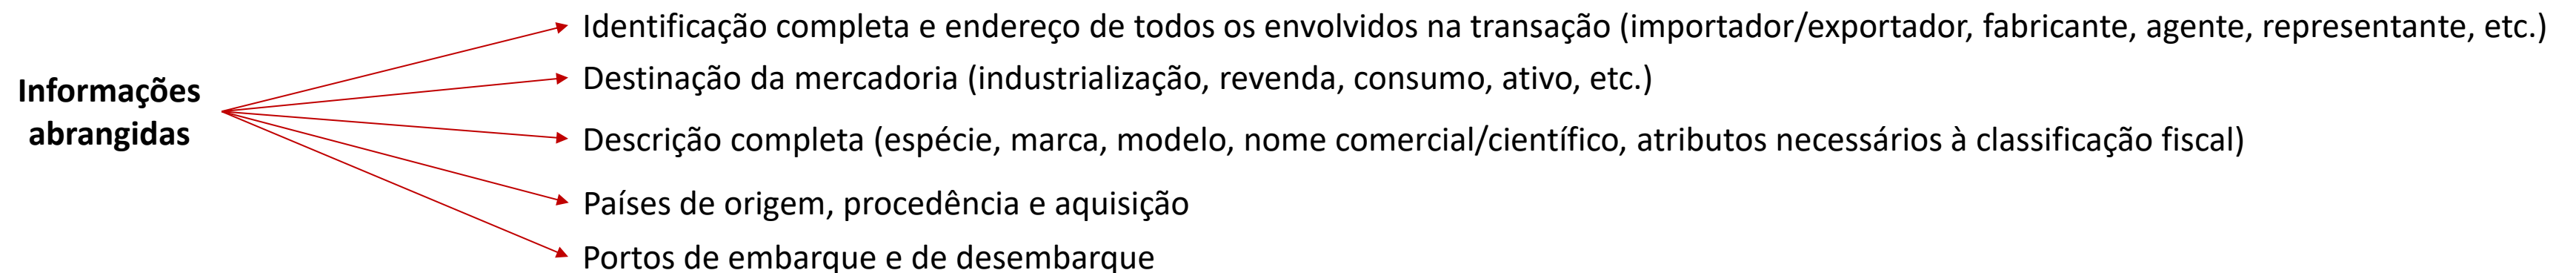 Informações
abrangidas
Identificação completa e endereço de todos os envolvidos na transação (importador/exportador, fabricante, agente, representante, etc.)
Destinação da mercadoria (industrialização, revenda, consumo, ativo, etc.)
Descrição completa (espécie, marca, modelo, nome comercial/científico, atributos necessários à classificação fiscal)
Países de origem, procedência e aquisição
Portos de embarque e de desembarque